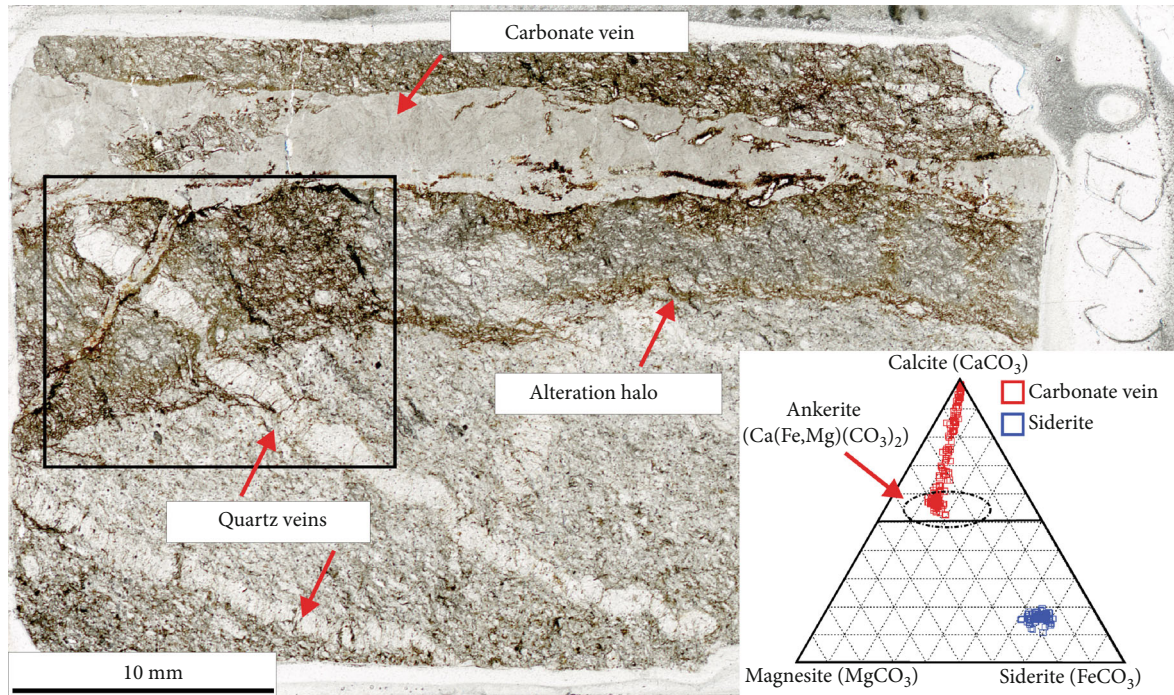 Carbonate vein
Alteration halo
Quartz veins
10 mm
Calcite (CaCO₃)
Carbonate vein
Siderite
Ankerite
(Ca(Fe,Mg)(CO₃)₂)
Magnesite (MgCO₃)
Siderite (FeCO₃)